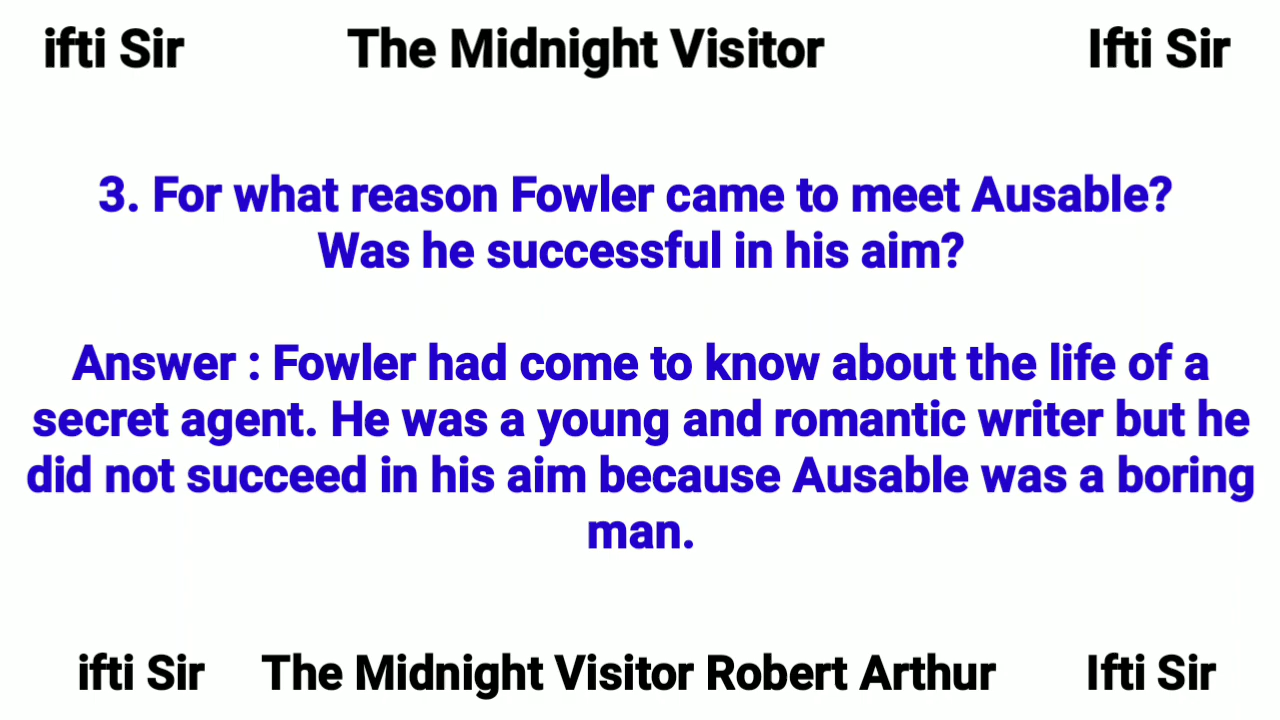 ifti Sir The Midnight Visitor Ifti Sir
3. For what reason Fowler came to meet Ausable?
Was he successful in his aim?
Answer : Fowler had come to know about the life of a
secret agent. He was a young and romantic writer but he
did not succeed in his aim because Ausable was a boring
man.
ifti Sir The Midnight Visitor Robert Arthur Ifti Sir